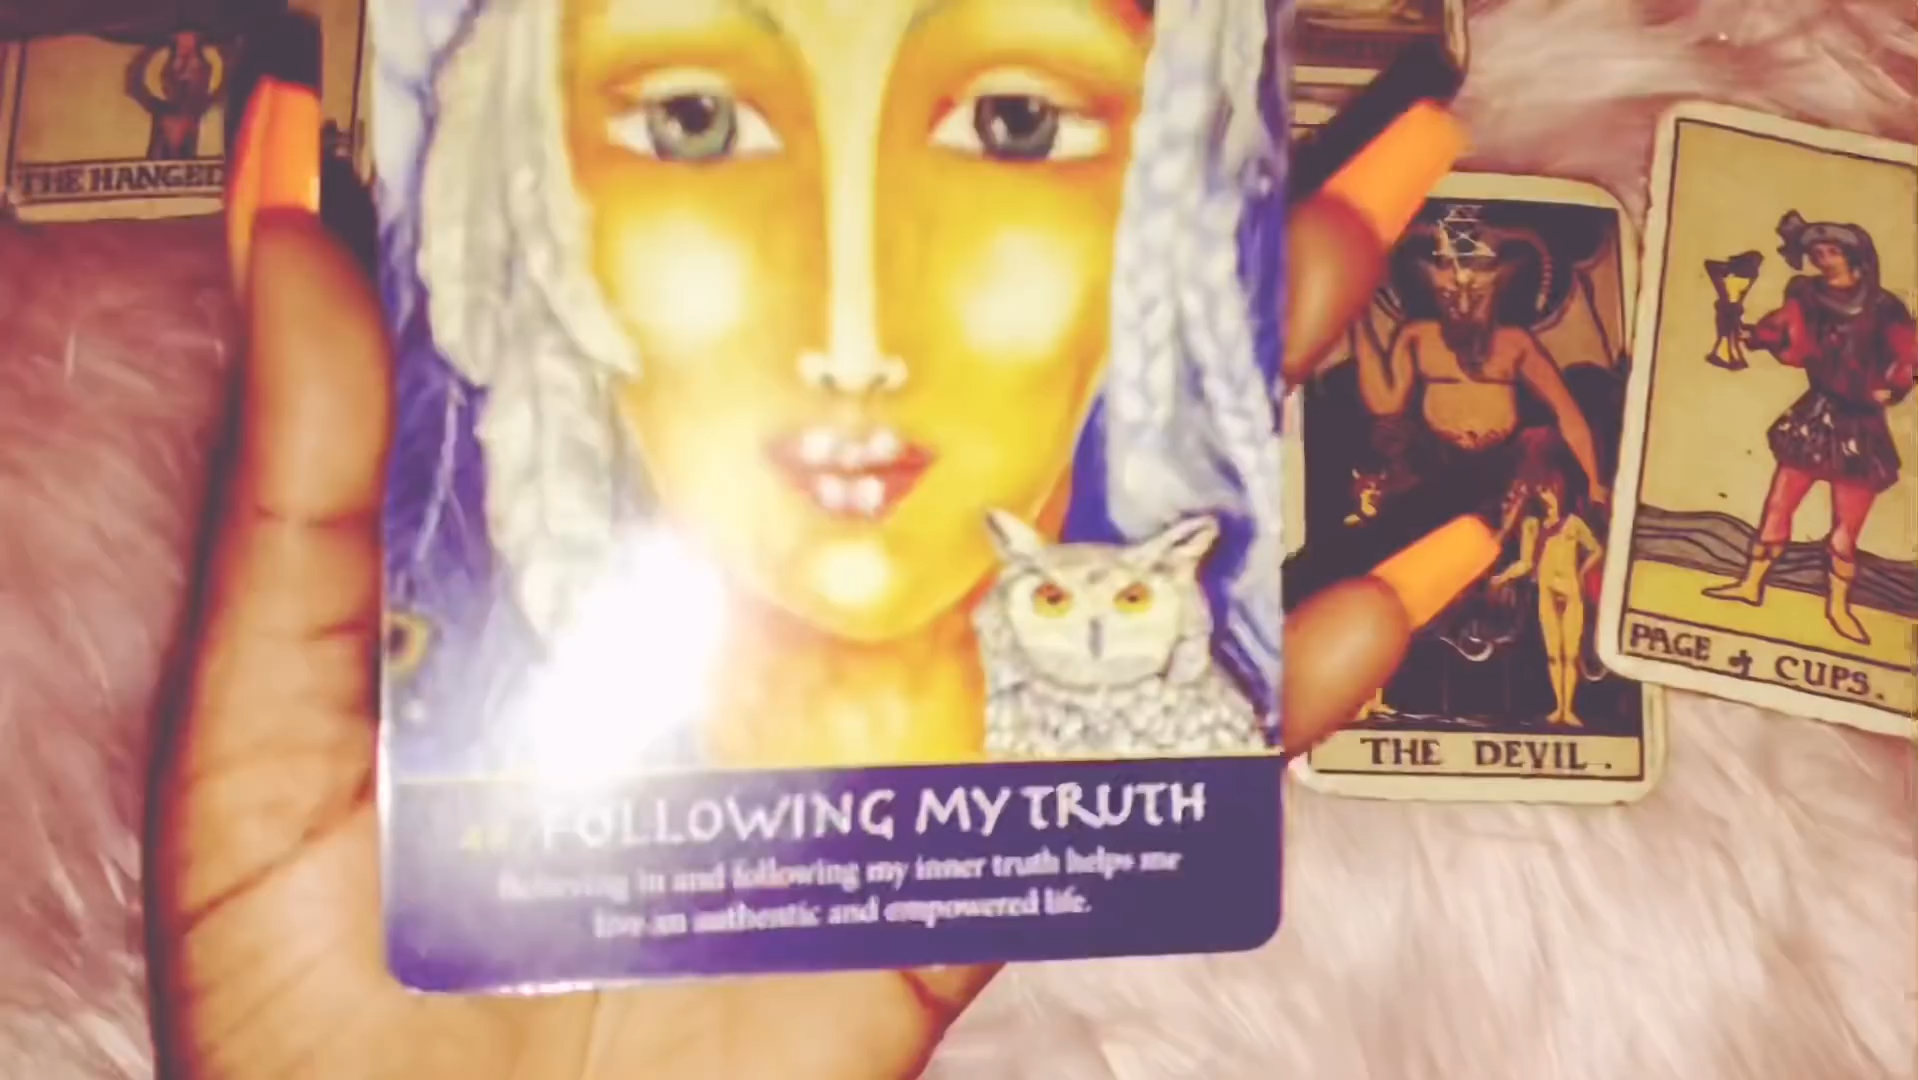 THE HANGED
XV
FOLLOWING MY TRUTH
Believing in and following my inner truth helps me
live an authentic and empowered life.
THE DEVIL.
PAGE of CUPS.